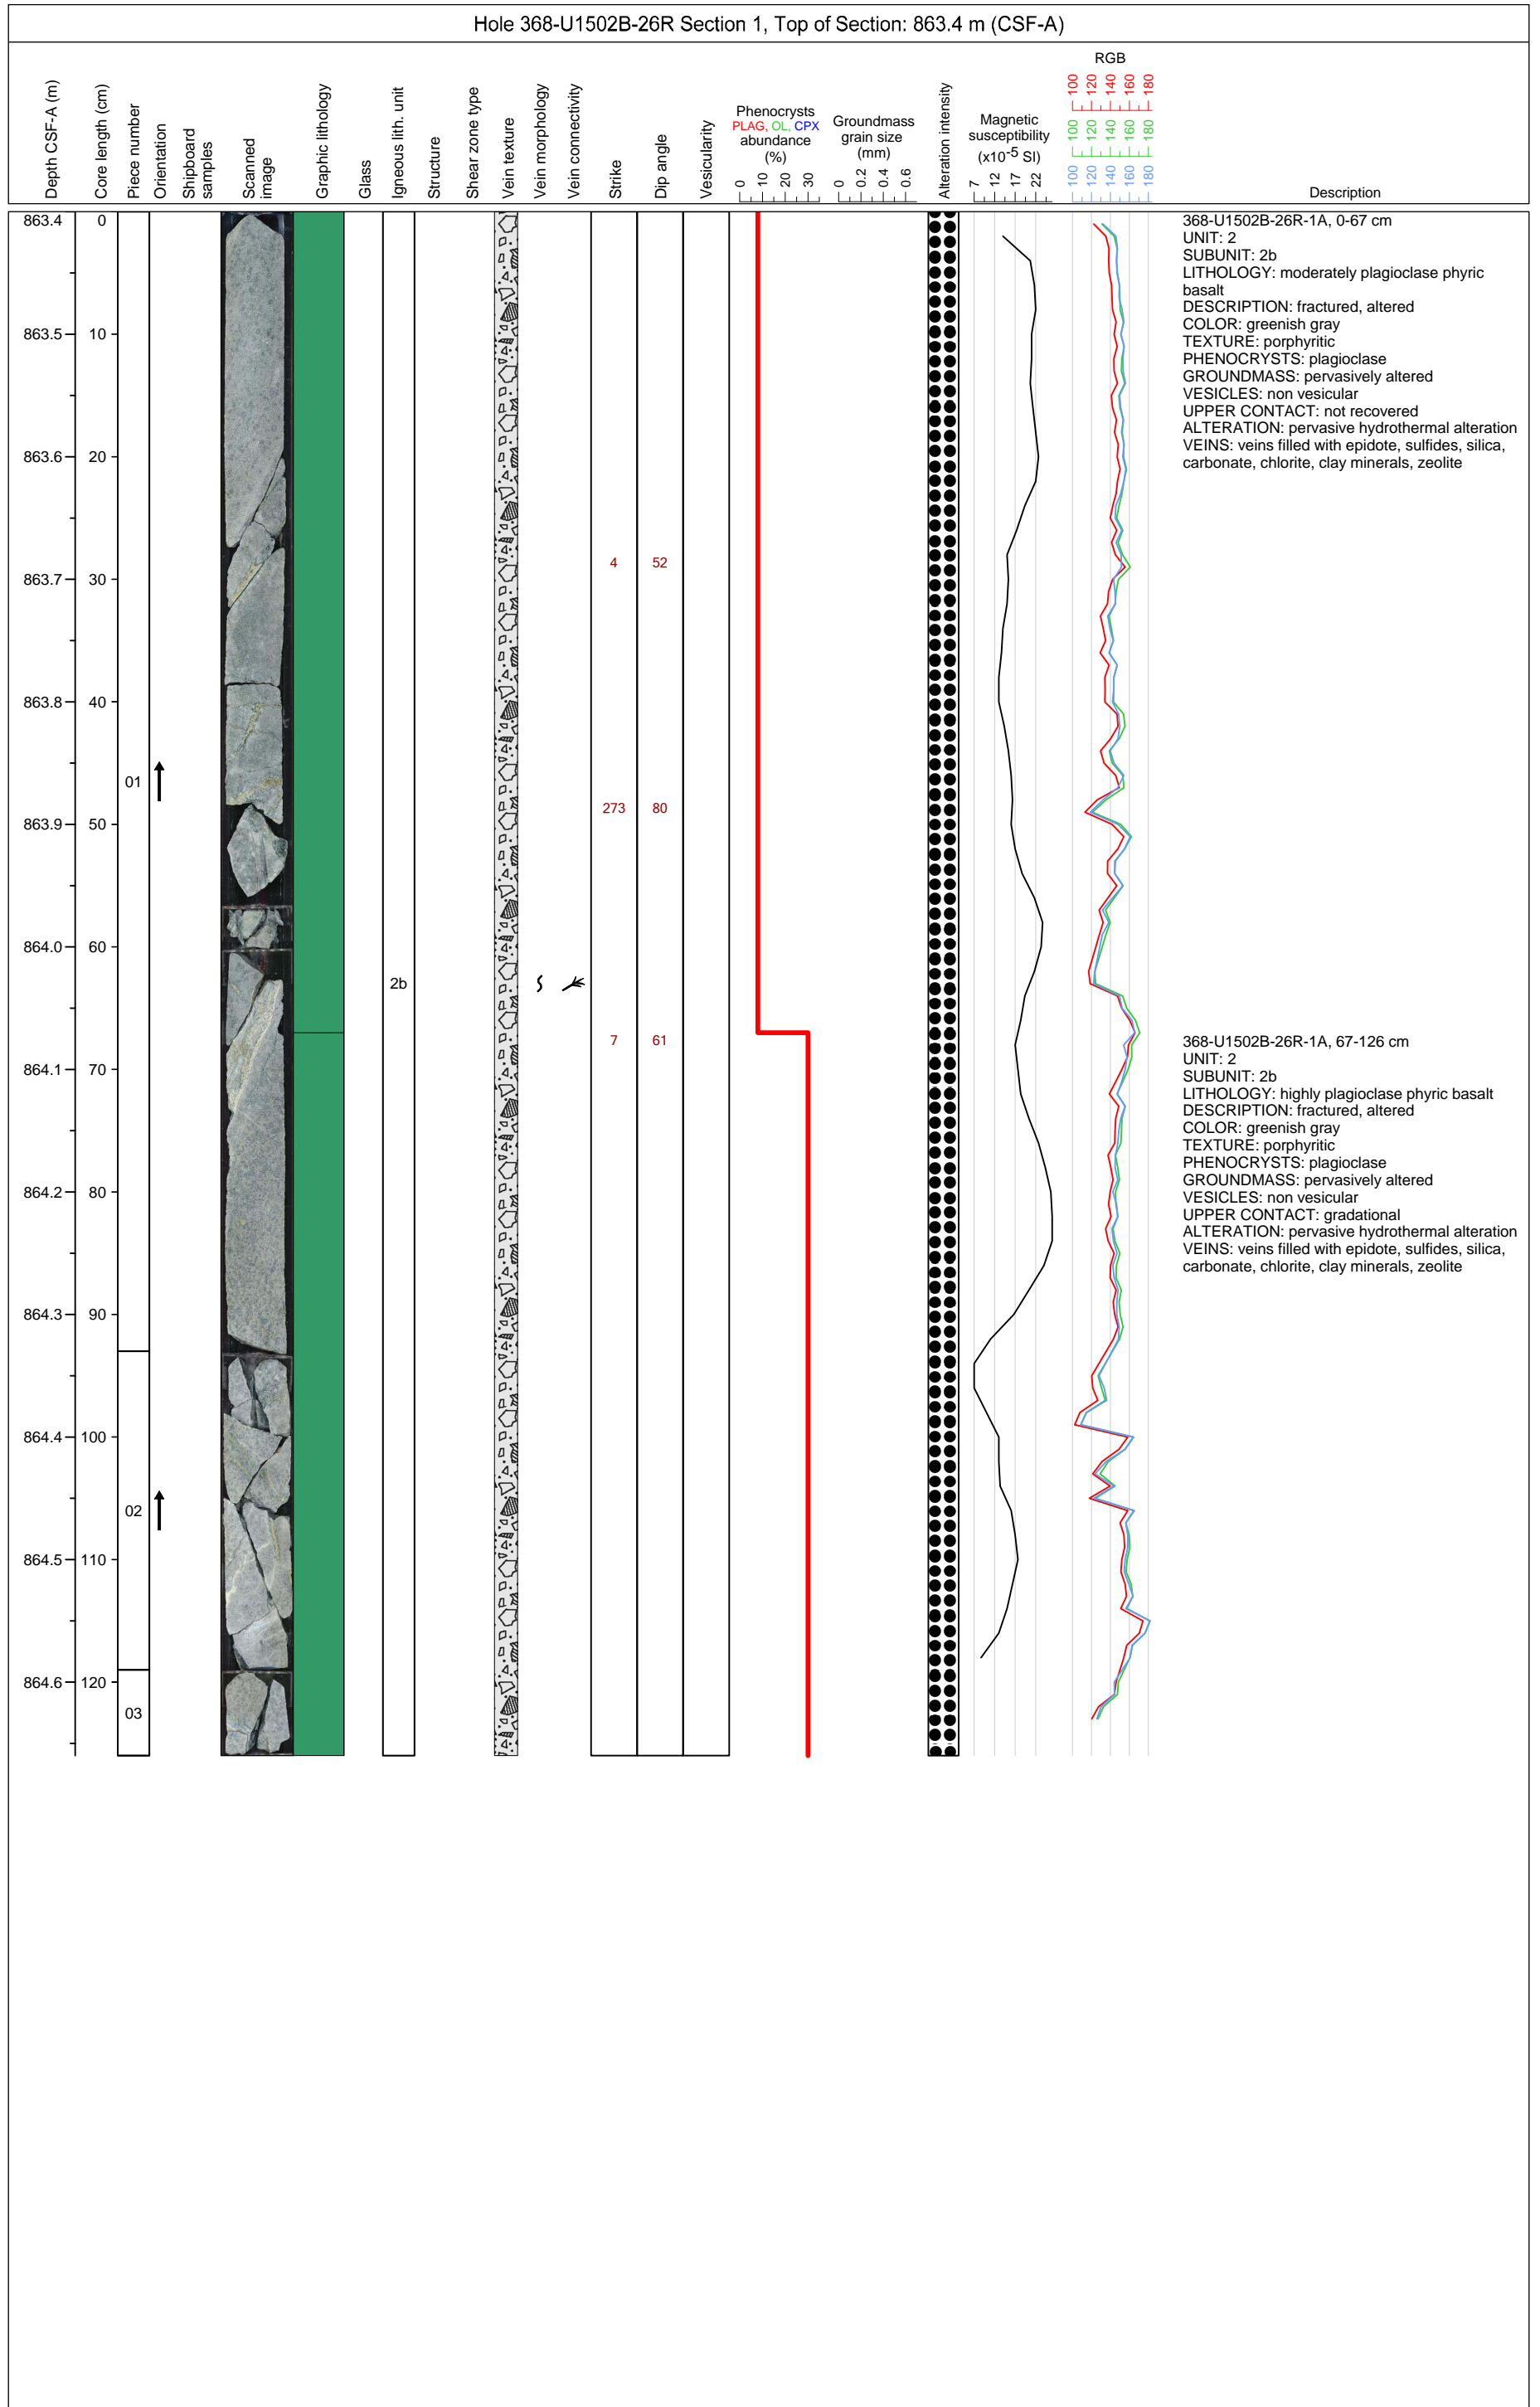 Hole 368-U1502B-26R Section 1, Top of Section: 863.4 m (CSF-A)
Depth CSF-A (m)
Core length (cm)
Piece number
Orientation
Shipboard
samples
Scanned
image
Graphic lithology
Glass
Igneous lith. unit
Structure
Shear zone type
Vein texture
Vein morphology
Vein connectivity
Strike
Dip angle
Vesicularity
Phenocrysts
PLAG, OL, CPX
abundance
(%)
0 10 20 30
Groundmass
grain size
(mm)
0 0.2 0.4 0.6
Alteration intensity
Magnetic
susceptibility
(x10-5 SI)
7 12 17 22
RGB
100 120 140 160 180
100 120 140 160 180
100 120 140 160 180
Description
863.4 0
863.5 10
863.6 20
863.7 30
863.8 40
863.9 50
864.0 60
864.1 70
864.2 80
864.3 90
864.4 100
864.5 110
864.6 120
01
02
03
2b
4 52
273 80
7 61
368-U1502B-26R-1A, 0-67 cm
UNIT: 2
SUBUNIT: 2b
LITHOLOGY: moderately plagioclase phyric
basalt
DESCRIPTION: fractured, altered
COLOR: greenish gray
TEXTURE: porphyritic
PHENOCRYSTS: plagioclase
GROUNDMASS: pervasively altered
VESICLES: non vesicular
UPPER CONTACT: not recovered
ALTERATION: pervasive hydrothermal alteration
VEINS: veins filled with epidote, sulfides, silica,
carbonate, chlorite, clay minerals, zeolite
368-U1502B-26R-1A, 67-126 cm
UNIT: 2
SUBUNIT: 2b
LITHOLOGY: highly plagioclase phyric basalt
DESCRIPTION: fractured, altered
COLOR: greenish gray
TEXTURE: porphyritic
PHENOCRYSTS: plagioclase
GROUNDMASS: pervasively altered
VESICLES: non vesicular
UPPER CONTACT: gradational
ALTERATION: pervasive hydrothermal alteration
VEINS: veins filled with epidote, sulfides, silica,
carbonate, chlorite, clay minerals, zeolite